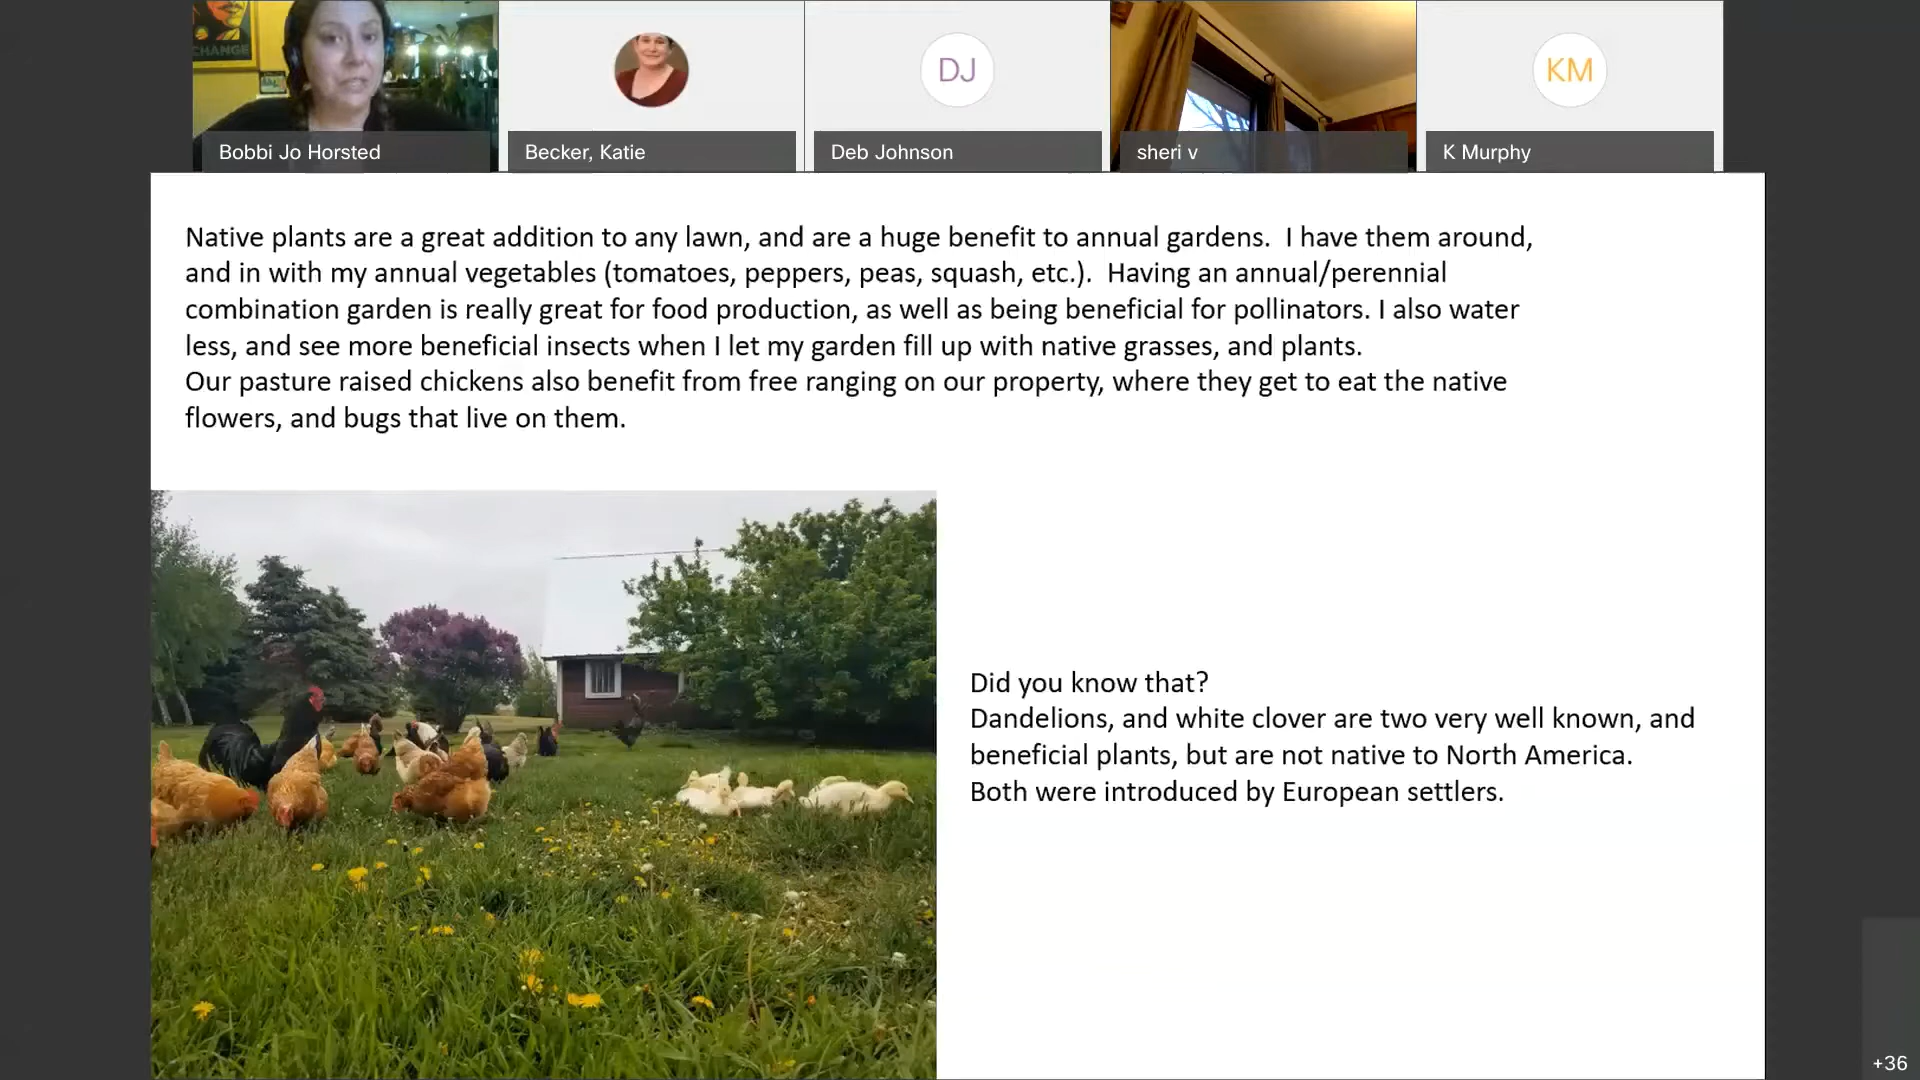 CHANGE
DJ
KM
Bobbi Jo Horsted
Becker, Katie
Deb Johnson
sheri v
K Murphy
Native plants are a great addition to any lawn, and are a huge benefit to annual gardens.  I have them around,
and in with my annual vegetables (tomatoes, peppers, peas, squash, etc.).  Having an annual/perennial
combination garden is really great for food production, as well as being beneficial for pollinators. I also water
less, and see more beneficial insects when I let my garden fill up with native grasses, and plants.
Our pasture raised chickens also benefit from free ranging on our property, where they get to eat the native
flowers, and bugs that live on them.
Did you know that?
Dandelions, and white clover are two very well known, and
beneficial plants, but are not native to North America.
Both were introduced by European settlers.
+36